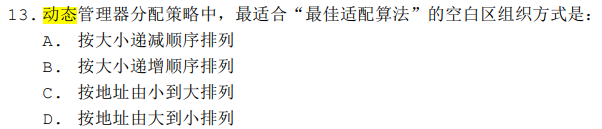 13. 动态管理器分配策略中，最适合“最佳适配算法”的空白区组织方式是：
A. 按大小递减顺序排列
B. 按大小递增顺序排列
C. 按地址由小到大排列
D. 按地址由大到小排列